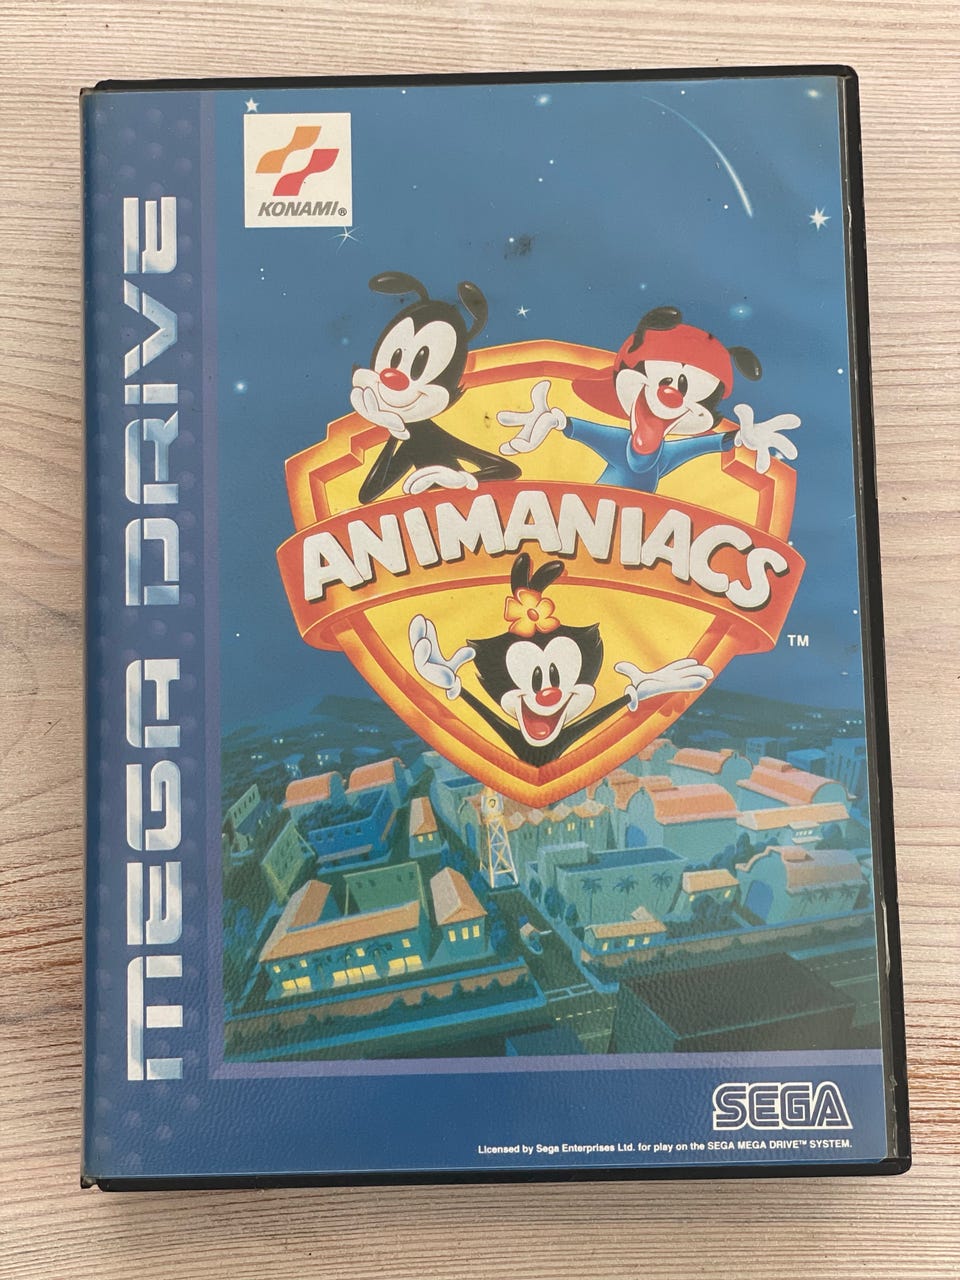 MEGA DRIVE
KONAMI®
ANIMANIACS
TM
SEGA
Licensed by Sega Enterprises Ltd. for play on the SEGA MEGA DRIVE™ SYSTEM.